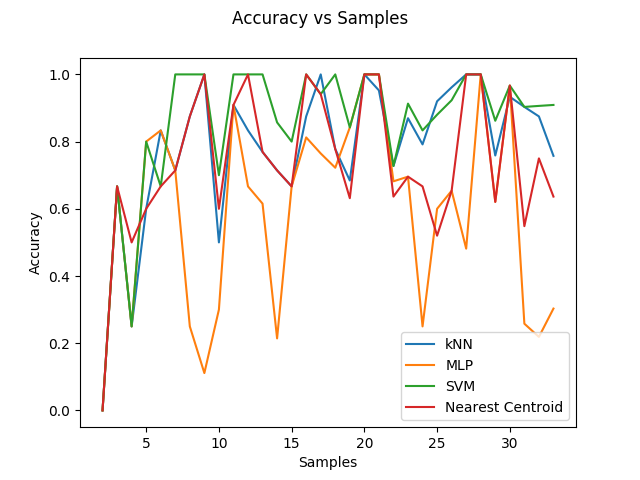 Accuracy vs Samples
1.0
0.8
0.6
0.4
0.2
0.0
Accuracy
5 10 15 20 25 30
Samples
kNN
MLP
SVM
Nearest Centroid